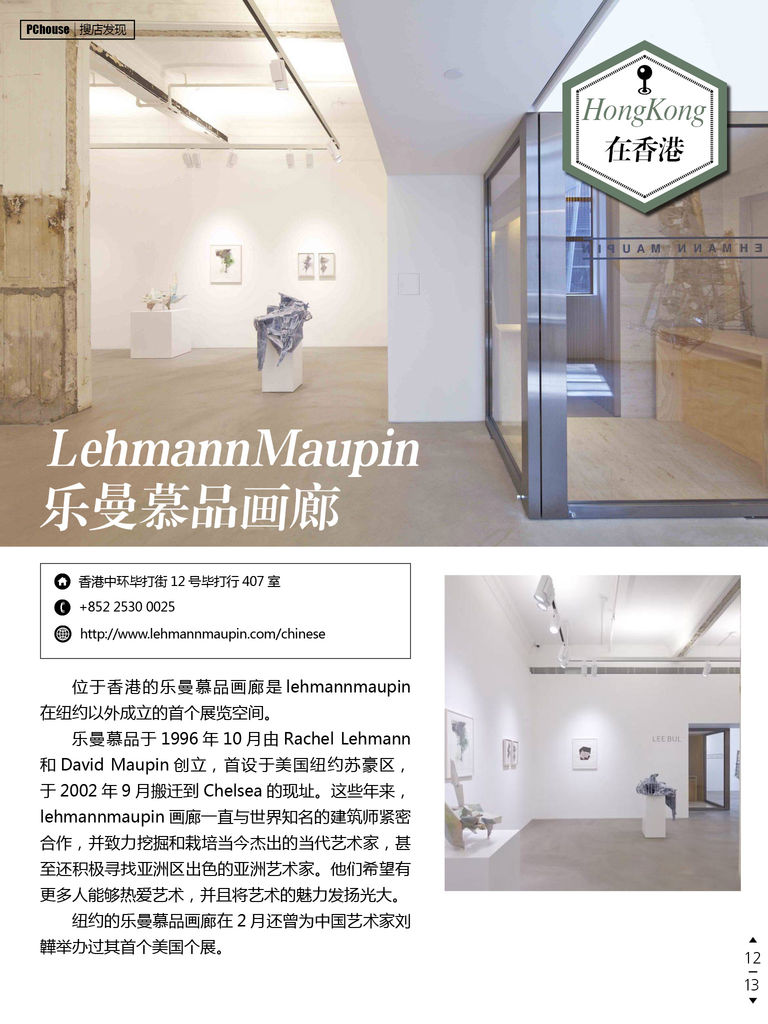 PChouse 搜店发现
HongKong
在香港
LEHMANN MAUPIN
LehmannMaupin
乐曼慕品画廊
香港中环毕打街 12 号毕打行 407 室
+852 2530 0025
http://www.lehmannmaupin.com/chinese
位于香港的乐曼慕品画廊是 lehmannmaupin
在纽约以外成立的首个展览空间。
乐曼慕品于 1996 年 10 月由 Rachel Lehmann
和 David Maupin 创立，首设于美国纽约苏豪区，
于 2002 年 9 月搬迁到 Chelsea 的现址。这些年来，
lehmannmaupin 画廊一直与世界知名的建筑师紧密
合作，并致力挖掘和栽培当今杰出的当代艺术家，甚
至还积极寻找亚洲区出色的亚洲艺术家。他们希望有
更多人能够热爱艺术，并且将艺术的魅力发扬光大。
纽约的乐曼慕品画廊在 2 月还曾为中国艺术家刘
韡举办过其首个美国个展。
LEE BUL
12
13